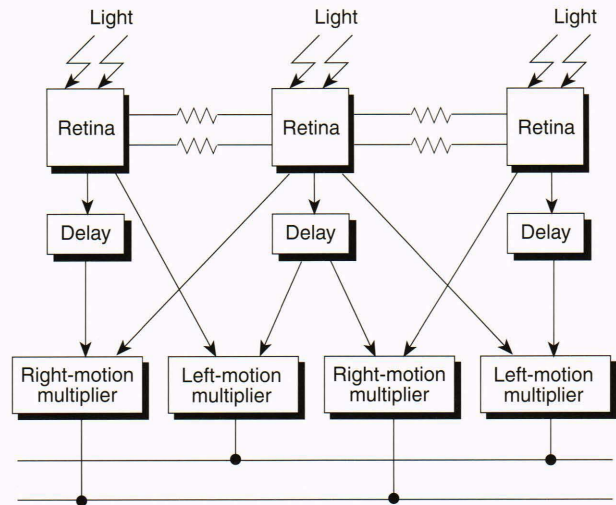 Light
Light
Light
Retina
Retina
Retina
Delay
Delay
Delay
Right-motion
multiplier
Left-motion
multiplier
Right-motion
multiplier
Left-motion
multiplier